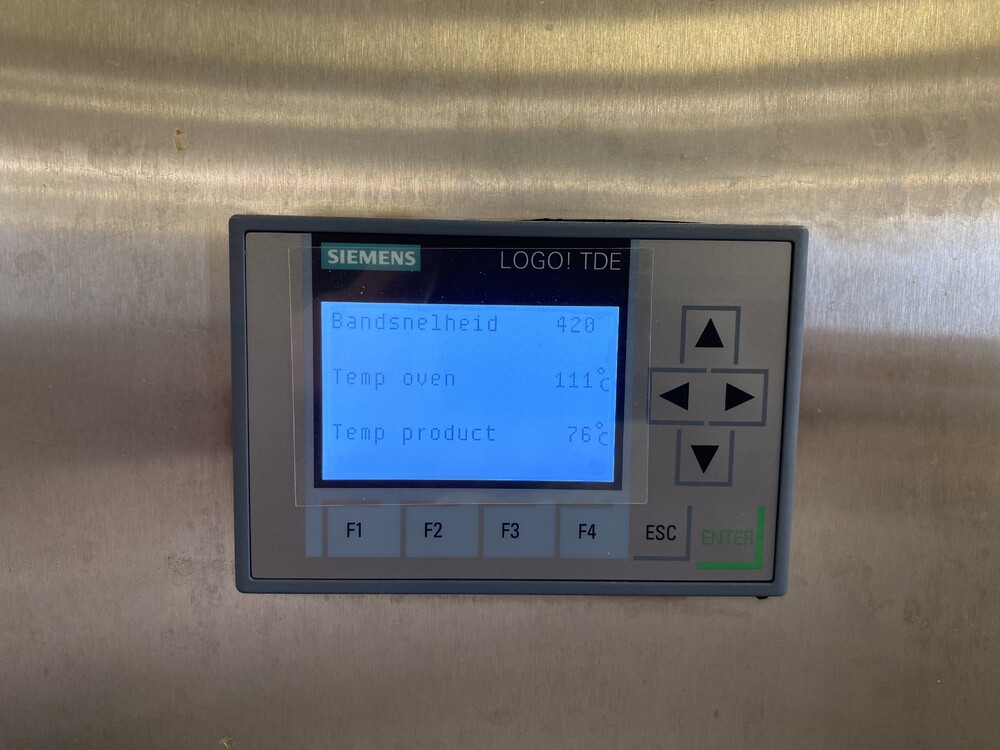 SIEMENS LOGO! TDE
Bandsnelheid 420
Temp oven 111°C
Temp product 76°C
F1 F2 F3 F4 ESC ENTER